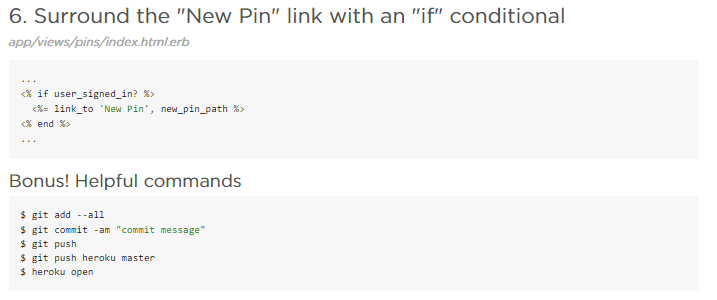 6. Surround the "New Pin" link with an "if" conditional
app/views/pins/index.html.erb
...
<% if user_signed_in? %>
  <%= link_to 'New Pin', new_pin_path %>
<% end %>
...
Bonus! Helpful commands
$ git add --all
$ git commit -am "commit message"
$ git push
$ git push heroku master
$ heroku open